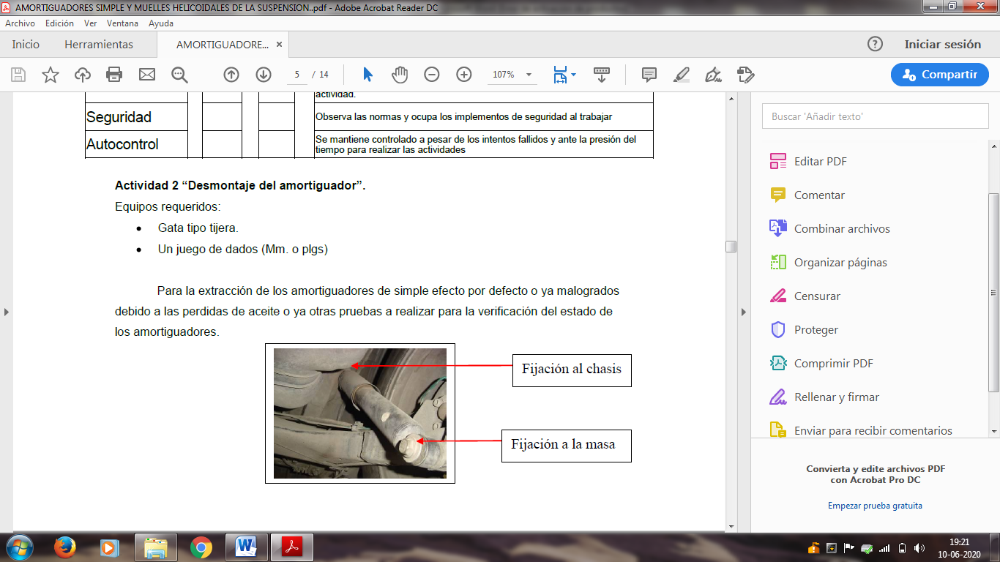 AMORTIGUADORES SIMPLE Y MUELLES HELICOIDALES DE LA SUSPENSION..pdf - Adobe Acrobat Reader DC
Archivo Edición Ver Ventana Ayuda
Inicio Herramientas AMORTIGUADORE... × Iniciar sesión
5 / 14 107% Compartir
actividad.
Seguridad Observa las normas y ocupa los implementos de seguridad al trabajar
Autocontrol Se mantiene controlado a pesar de los intentos fallidos y ante la presión del
tiempo para realizar las actividades
Actividad 2 “Desmontaje del amortiguador”.
Equipos requeridos:
• Gata tipo tijera.
• Un juego de dados (Mm. o plgs)
Para la extracción de los amortiguadores de simple efecto por defecto o ya malogrados
debido a las perdidas de aceite o ya otras pruebas a realizar para la verificación del estado de
los amortiguadores.
Fijación al chasis
Fijación a la masa
Buscar 'Añadir texto'
Editar PDF
Comentar
Combinar archivos
Organizar páginas
Censurar
Proteger
Comprimir PDF
Rellenar y firmar
Enviar para recibir comentarios
Convierta y edite archivos PDF
con Acrobat Pro DC
Empezar prueba gratuita
19:21
10-06-2020